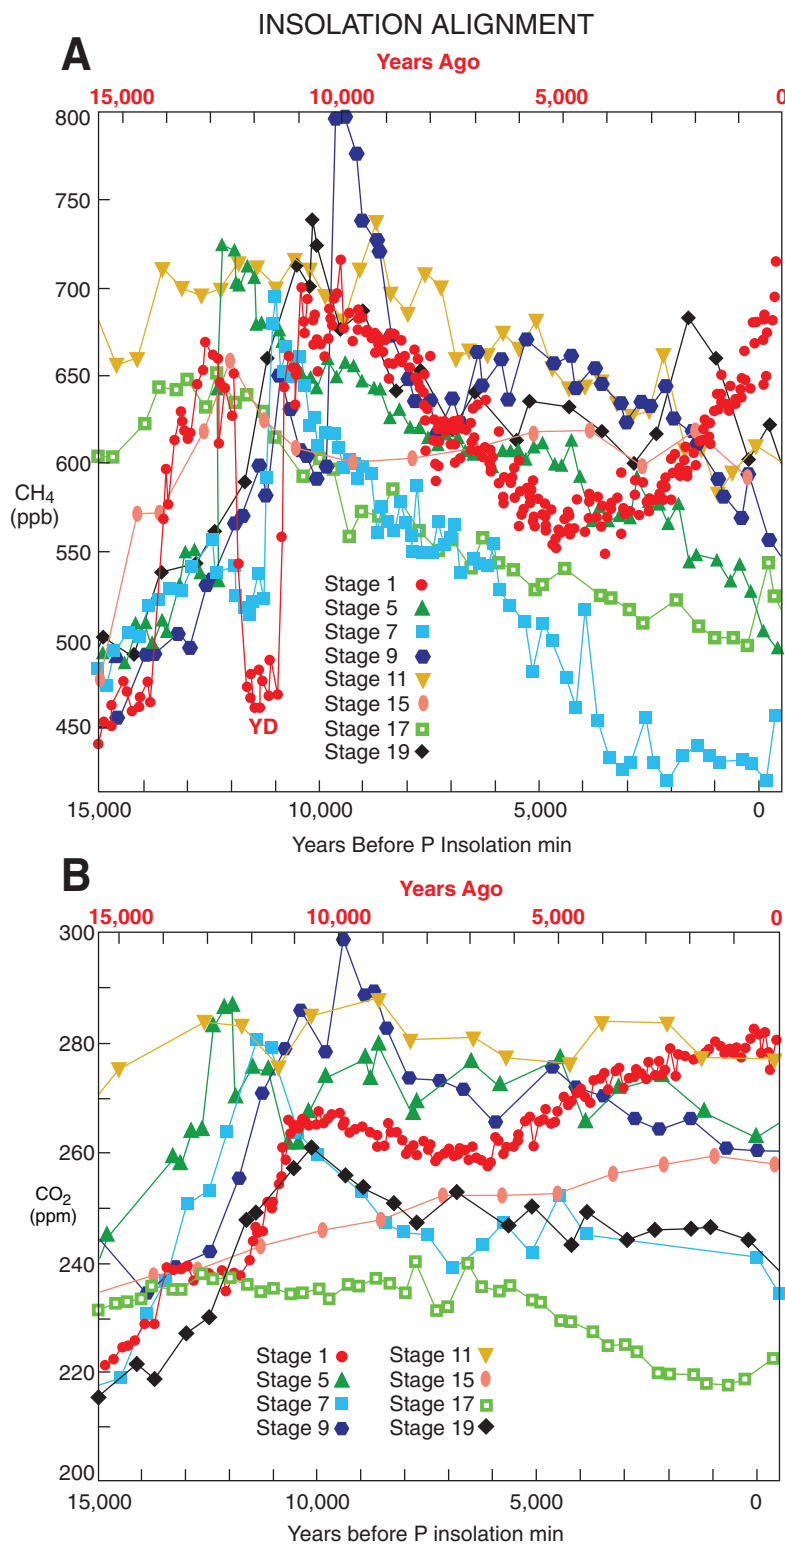 INSOLATION ALIGNMENT
A
Years Ago
15,000 10,000 5,000 0
800
750
700
650
600
CH4
(ppb)
550
500
450
Stage 1
Stage 5
Stage 7
Stage 9
Stage 11
Stage 15
Stage 17
Stage 19
YD
15,000 10,000 5,000 0
Years Before P Insolation min
B
Years Ago
15,000 10,000 5,000 0
300
280
260
CO2
(ppm)
240
220
200
Stage 1 Stage 11
Stage 5 Stage 15
Stage 7 Stage 17
Stage 9 Stage 19
15,000 10,000 5,000 0
Years before P insolation min